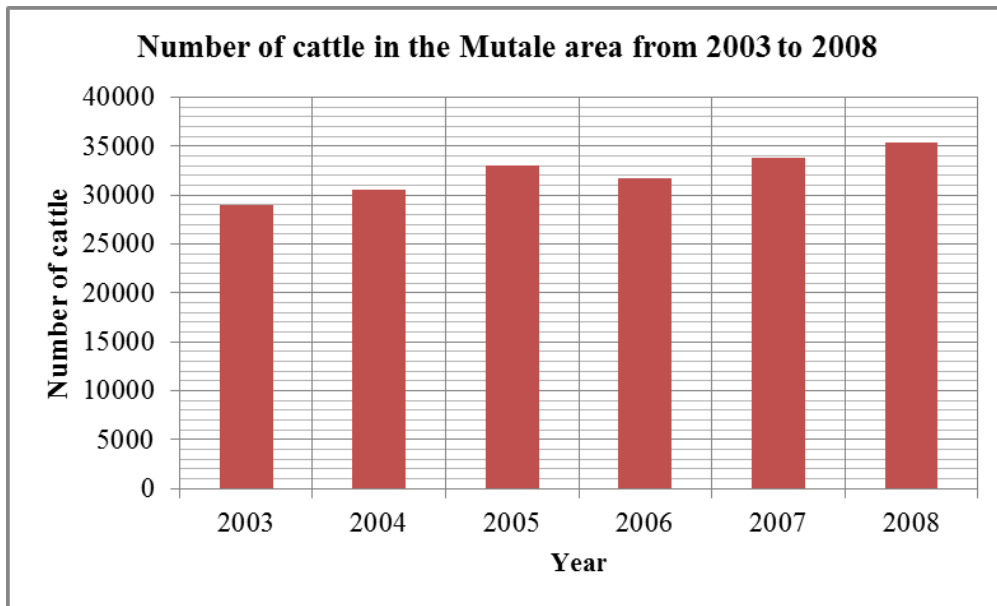 Number of cattle in the Mutale area from 2003 to 2008
40000
35000
30000
25000
20000
15000
10000
5000
0
Number of cattle
2003 2004 2005 2006 2007 2008
Year